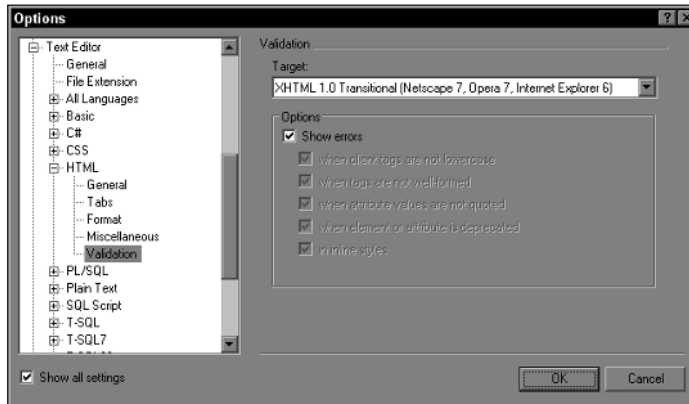 Options
Text Editor
General
File Extension
All Languages
Basic
C#
CSS
HTML
General
Tabs
Format
Miscellaneous
Validation
PL/SQL
Plain Text
SQL Script
T-SQL
T-SQL7
Show all settings
Validation
Target:
XHTML 1.0 Transitional (Netscape 7, Opera 7, Internet Explorer 6)
Options
Show errors
when client tags are not lowercase
when tags are not well-formed
when attribute values are not quoted
when element or attribute is deprecated
in inline styles
OK
Cancel